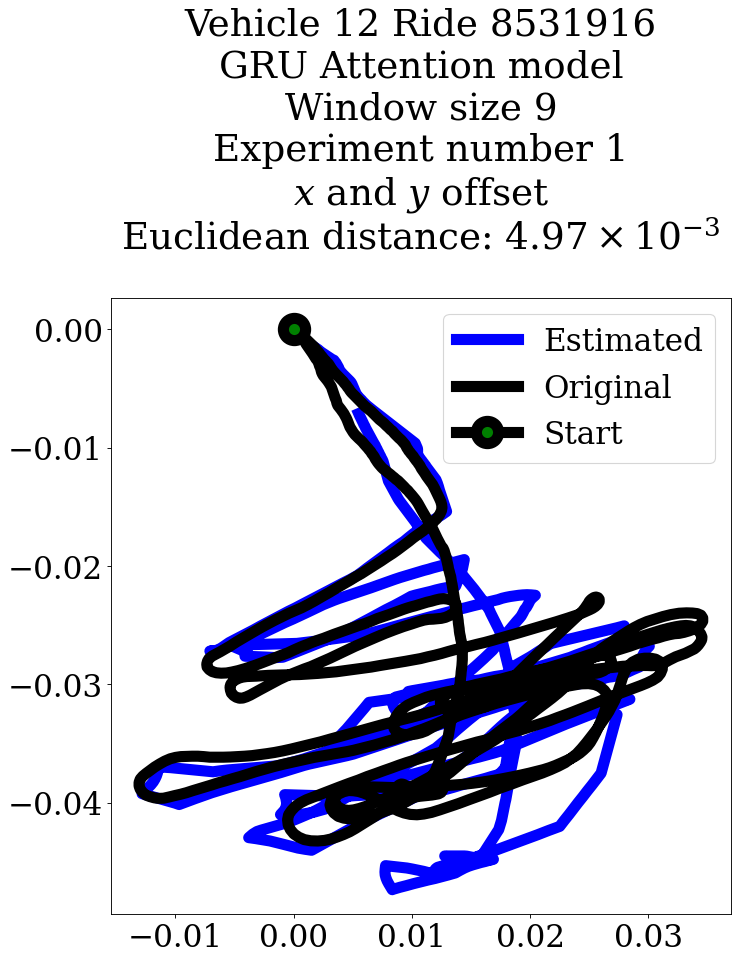 Vehicle 12 Ride 8531916
GRU Attention model
Window size 9
Experiment number 1
x and y offset
Euclidean distance: 4.97 × 10⁻³
Estimated
Original
Start
0.00
−0.01
−0.02
−0.03
−0.04
−0.01 0.00 0.01 0.02 0.03